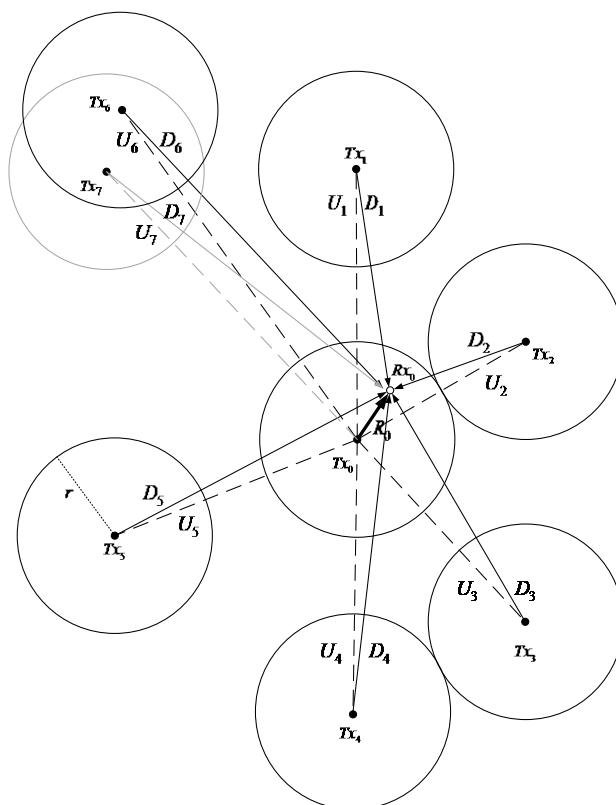 Tx₆
U₆ D₆
Tx₁
Tx₇
D₇
U₇
U₁ D₁
D₂
Tx₂
Rx₀
U₂
R₀
Tx₀
r
D₅
U₅
Tx₅
U₃ D₃
U₄ D₄
Tx₃
Tx₄